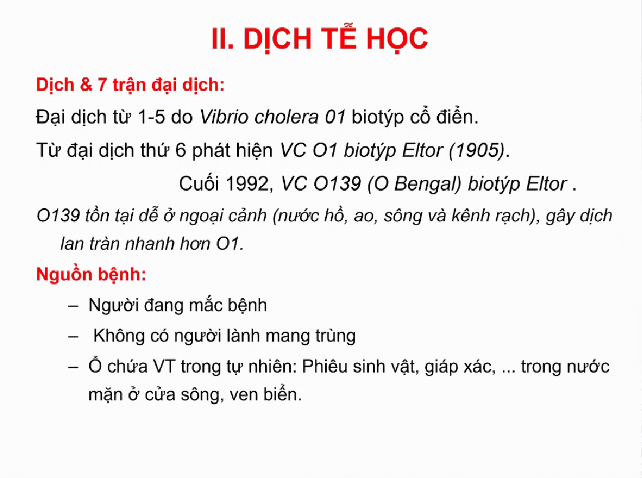 II. DỊCH TỄ HỌC
Dịch & 7 trận đại dịch:
Đại dịch từ 1-5 do Vibrio cholera 01 biotýp cổ điển.
Từ đại dịch thứ 6 phát hiện VC O1 biotýp Eltor (1905).
Cuối 1992, VC O139 (O Bengal) biotýp Eltor .
O139 tồn tại dễ ở ngoại cảnh (nước hồ, ao, sông và kênh rạch), gây dịch
lan tràn nhanh hơn O1.
Nguồn bệnh:
– Người đang mắc bệnh
– Không có người lành mang trùng
– Ổ chứa VT trong tự nhiên: Phiêu sinh vật, giáp xác, ... trong nước
mặn ở cửa sông, ven biển.